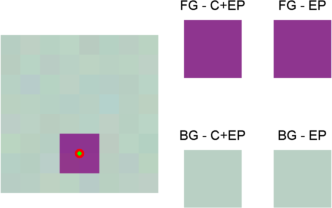 FG - C+EP
FG - EP
BG - C+EP
BG - EP